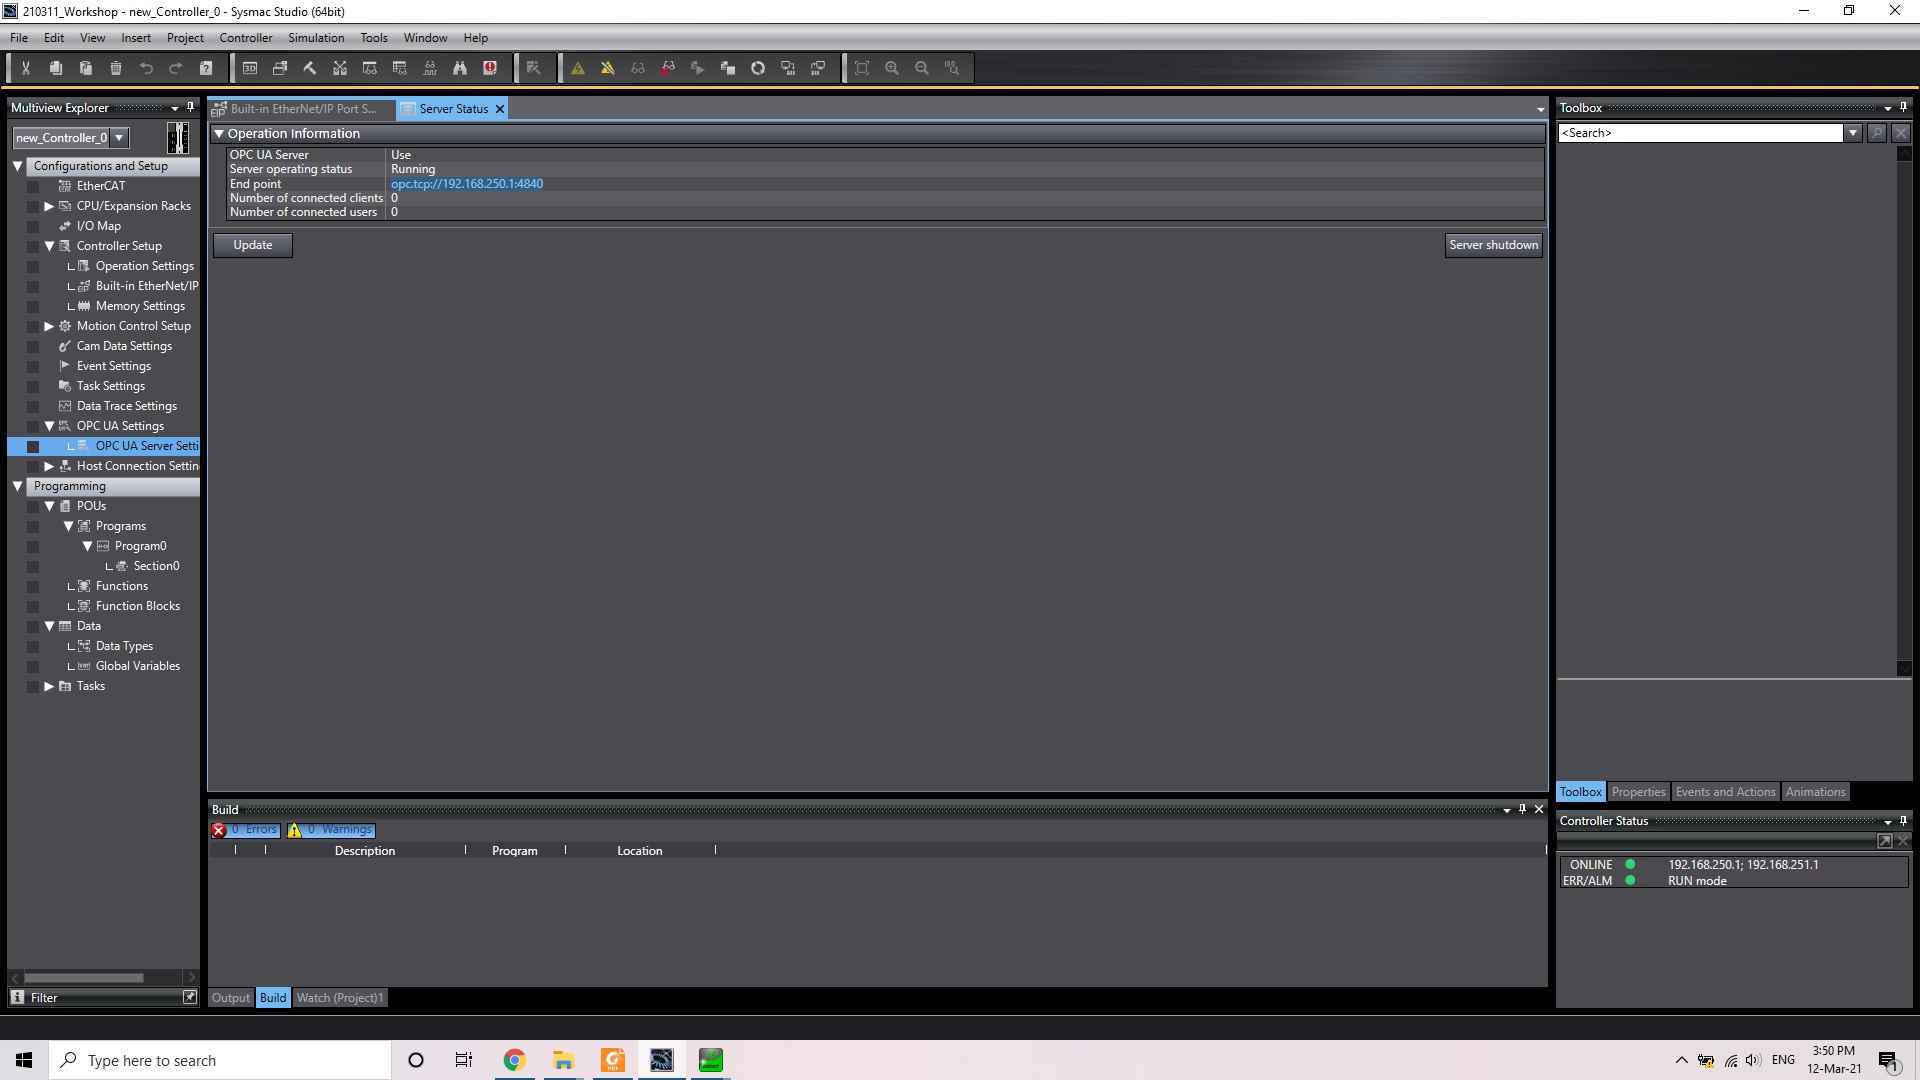 210311_Workshop - new_Controller_0 - Sysmac Studio (64bit)
File Edit View Insert Project Controller Simulation Tools Window Help
Multiview Explorer
new_Controller_0
Configurations and Setup
EtherCAT
CPU/Expansion Racks
I/O Map
Controller Setup
Operation Settings
Built-in EtherNet/IP
Memory Settings
Motion Control Setup
Cam Data Settings
Event Settings
Task Settings
Data Trace Settings
OPC UA Settings
OPC UA Server Setti
Host Connection Settin
Programming
POUs
Programs
Program0
Section0
Functions
Function Blocks
Data
Data Types
Global Variables
Tasks
Filter
Built-in EtherNet/IP Port S... Server Status
Operation Information
OPC UA Server Use
Server operating status Running
End point opc.tcp://192.168.250.1:4840
Number of connected clients 0
Number of connected users 0
Update Server shutdown
Build
0 Errors 0 Warnings
Description Program Location
Output Build Watch (Project)1
Toolbox
<Search>
Toolbox Properties Events and Actions Animations
Controller Status
ONLINE 192.168.250.1; 192.168.251.1
ERR/ALM RUN mode
Type here to search
ENG
3:50 PM
12-Mar-21
1